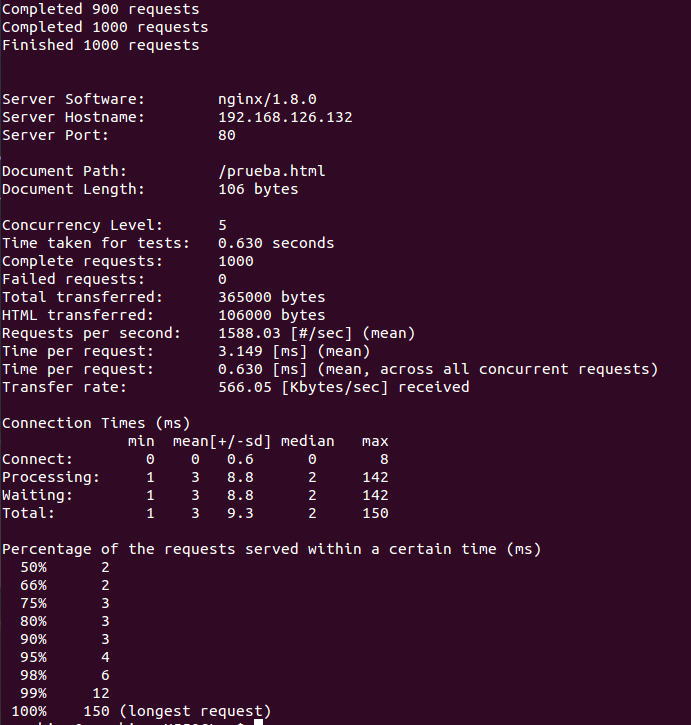 Completed 900 requests
Completed 1000 requests
Finished 1000 requests
Server Software: nginx/1.8.0
Server Hostname: 192.168.126.132
Server Port: 80
Document Path: /prueba.html
Document Length: 106 bytes
Concurrency Level: 5
Time taken for tests: 0.630 seconds
Complete requests: 1000
Failed requests: 0
Total transferred: 365000 bytes
HTML transferred: 106000 bytes
Requests per second: 1588.03 [#/sec] (mean)
Time per request: 3.149 [ms] (mean)
Time per request: 0.630 [ms] (mean, across all concurrent requests)
Transfer rate: 566.05 [Kbytes/sec] received
Connection Times (ms)
min mean[+/-sd] median max
Connect: 0 0 0.6 0 8
Processing: 1 3 8.8 2 142
Waiting: 1 3 8.8 2 142
Total: 1 3 9.3 2 150
Percentage of the requests served within a certain time (ms)
50% 2
66% 2
75% 3
80% 3
90% 3
95% 4
98% 6
99% 12
100% 150 (longest request)